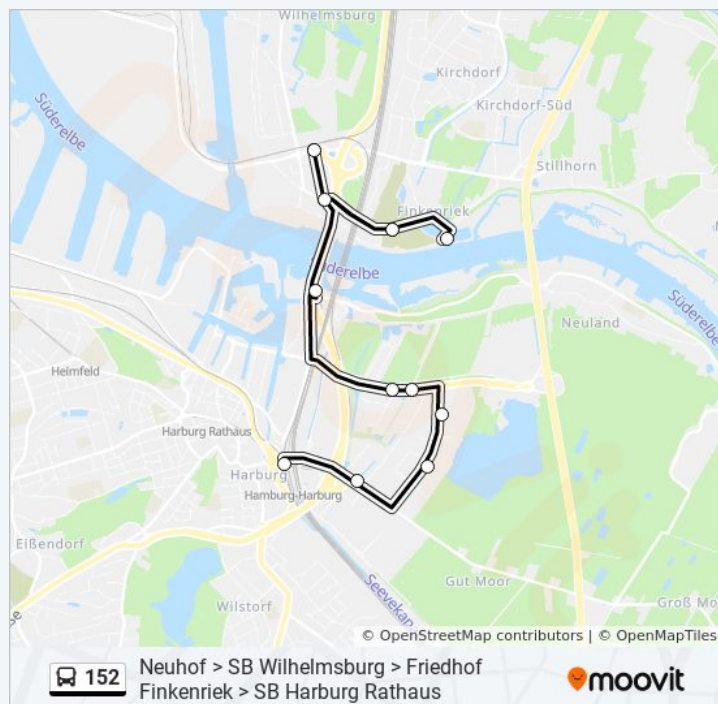 Wilhelmsburg
Kirchdorf
Süderelbe
Kirchdorf-Süd
Stillhorn
Finkenriek
Süderelbe
Süderelbe
Neuland
Heimfeld
Harburg Rathaus
Harburg
Hamburg-Harburg
Eißendorf
Seevekan
Gut Moor
Groß Mo
Wilstorf
© OpenStreetMap contributors | © OpenMapTiles
152
Neuhof > SB Wilhelmsburg > Friedhof
Finkenriek > SB Harburg Rathaus
moovit